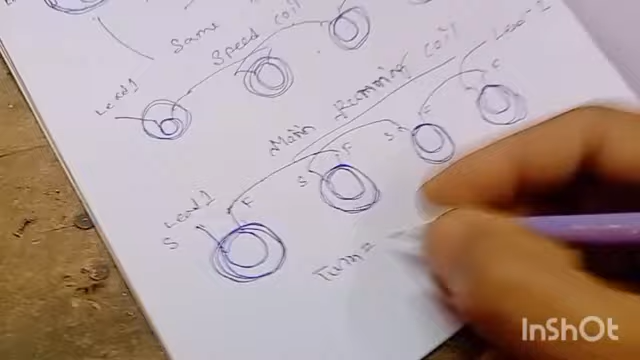 Same
Speed Coil
Lead 1
Main Running Coil
Lead-2
S F
F
S
F
S
Lead 1
F
S
Turn=
InShOt